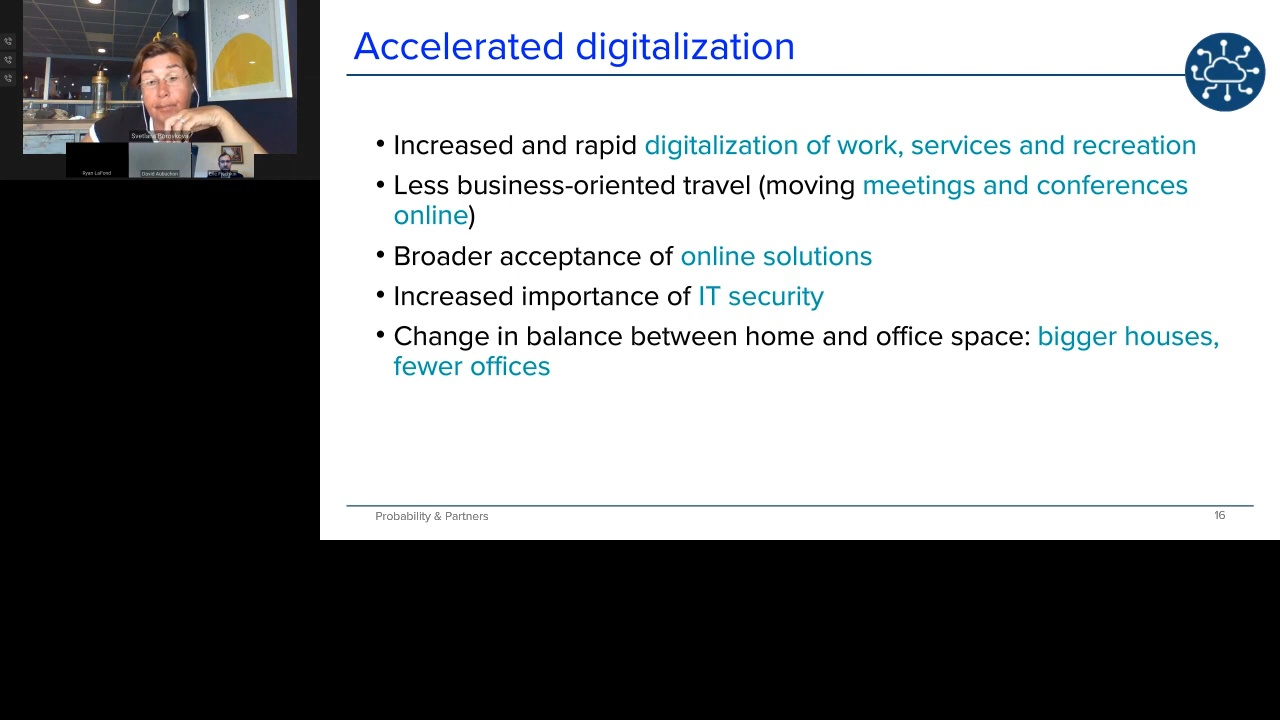 Accelerated digitalization
• Increased and rapid digitalization of work, services and recreation
• Less business-oriented travel (moving meetings and conferences
online)
• Broader acceptance of online solutions
• Increased importance of IT security
• Change in balance between home and office space: bigger houses,
fewer offices
Probability & Partners
16
Svetlana Borovkova
Ryan LaFond
David Aubuchon